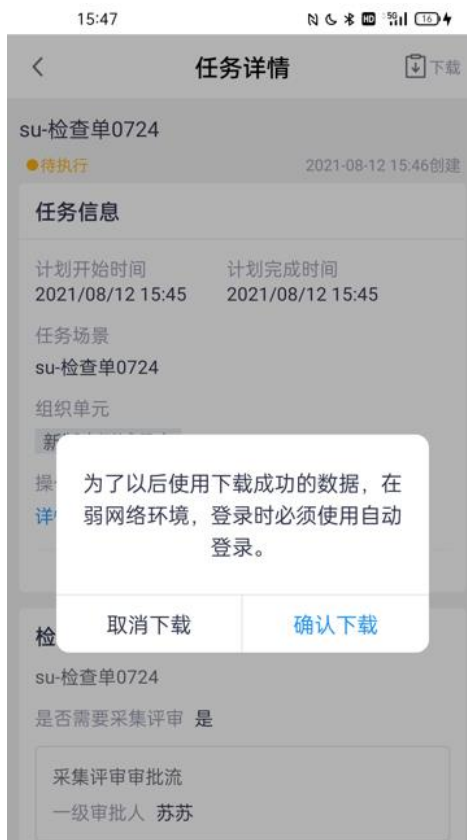 15:47
HD 5G 16
任务详情
下载
su-检查单0724
待执行 2021-08-12 15:46创建
任务信息
计划开始时间 计划完成时间
2021/08/12 15:45 2021/08/12 15:45
任务场景
su-检查单0724
组织单元
为了以后使用下载成功的数据，在
弱网络环境，登录时必须使用自动
登录。
取消下载 确认下载
检
su-检查单0724
是否需要采集评审 是
采集评审审批流
一级审批人 苏苏